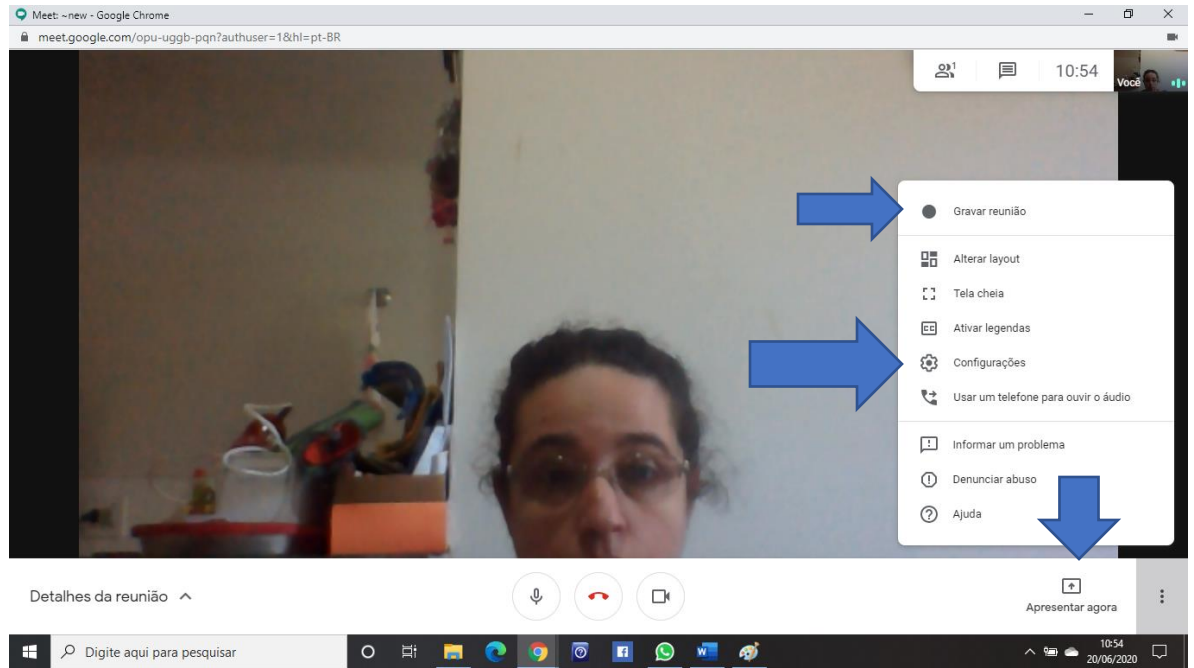 Meet: ~new - Google Chrome
meet.google.com/opu-uggb-pqn?authuser=1&hl=pt-BR
1
10:54
Você
Gravar reunião
Alterar layout
Tela cheia
CC
Ativar legendas
Configurações
Usar um telefone para ouvir o áudio
Informar um problema
Denunciar abuso
Ajuda
Detalhes da reunião
Apresentar agora
Digite aqui para pesquisar
10:54
20/06/2020